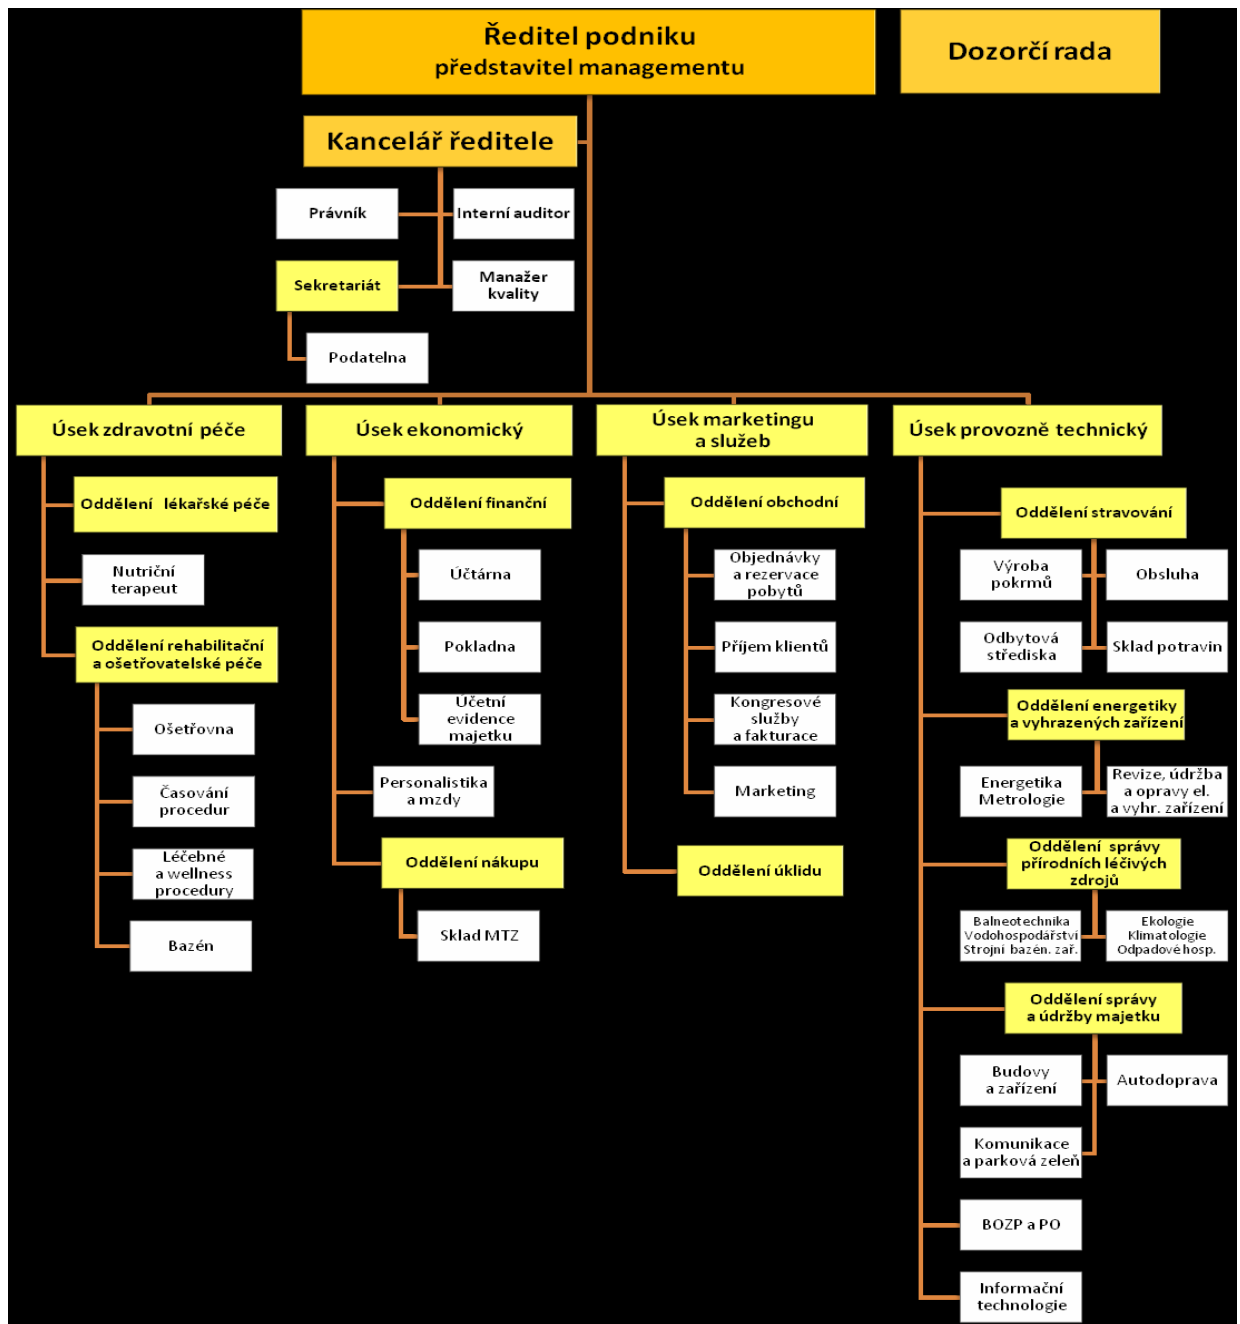 Ředitel podniku
představitel managementu
Dozorčí rada
Kancelář ředitele
Právník
Interní auditor
Sekretariát
Manažer
kvality
Podatelna
Úsek zdravotní péče
Oddělení lékařské péče
Nutriční
terapeut
Oddělení rehabilitační
a ošetřovatelské péče
Ošetřovna
Časování
procedur
Léčebné
a wellness
procedury
Bazén
Úsek ekonomický
Oddělení finanční
Účtárna
Pokladna
Účetní
evidence
majetku
Personalistika
a mzdy
Oddělení nákupu
Sklad MTZ
Úsek marketingu
a služeb
Oddělení obchodní
Objednávky
a rezervace
pobytů
Příjem klientů
Kongresové
služby
a fakturace
Marketing
Oddělení úklidu
Úsek provozně technický
Oddělení stravování
Výroba
pokrmů
Obsluha
Odbytová
střediska
Sklad potravin
Oddělení energetiky
a vyhrazených zařízení
Energetika
Metrologie
Revize, údržba
a opravy el.
a vyhr. zařízení
Oddělení správy
přírodních léčivých
zdrojů
Balneotechnika
Vodohospodářství
Strojní bazén. zař.
Ekologie
Klimatologie
Odpadové hosp.
Oddělení správy
a údržby majetku
Budovy
a zařízení
Autodoprava
Komunikace
a parková zeleň
BOZP a PO
Informační
technologie